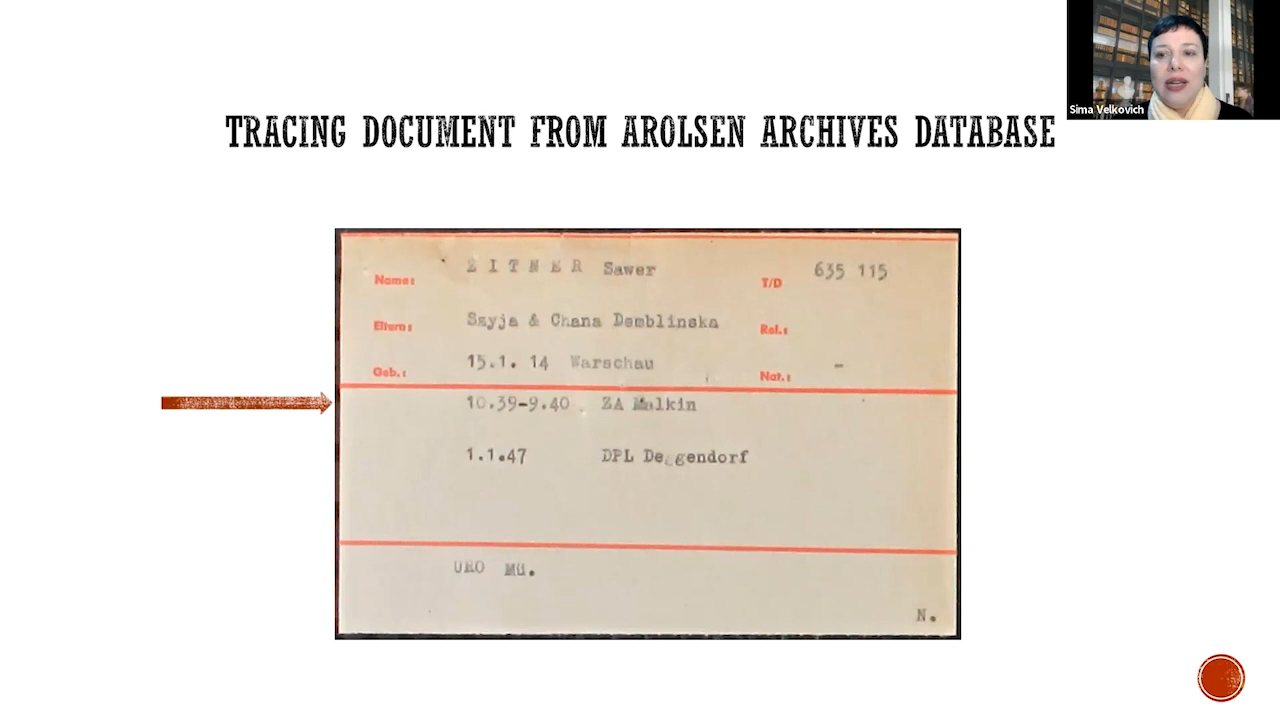 Sima Velkovich
TRACING DOCUMENT FROM AROLSEN ARCHIVES DATABASE
Name: ZITNER Sawer T/D 635 115
Eltern: Szyja & Chana Demblinska Rel.:
Geb.: 15.1.14 Warschau Nat.: -
10.39-9.40 ZA Malkin
1.1.47 DPL Deggendorf
URO MÜ.
N.